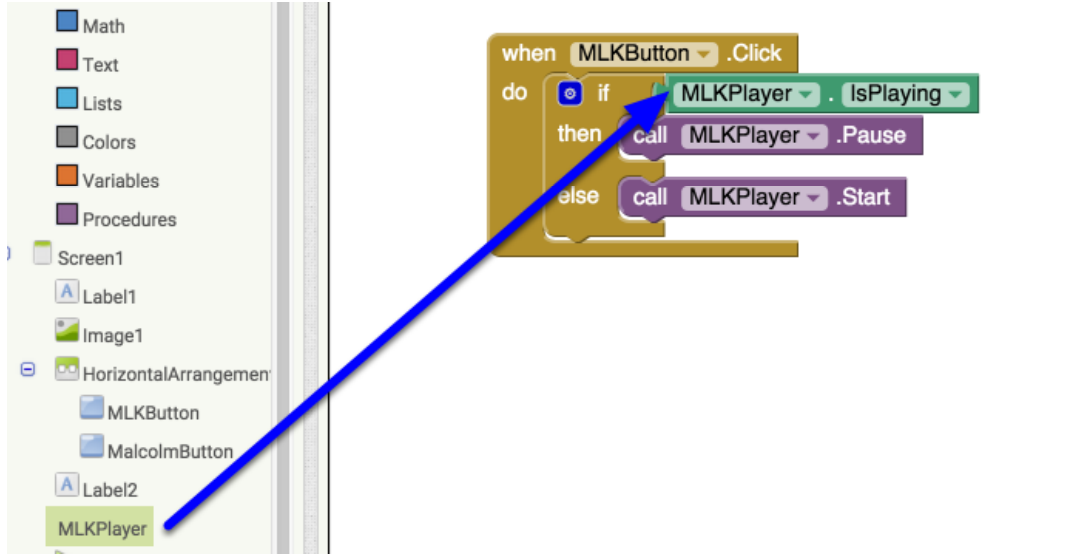 Math
Text
Lists
Colors
Variables
Procedures
Screen1
Label1
Image1
HorizontalArrangemen
MLKButton
MalcolmButton
Label2
MLKPlayer
when MLKButton .Click
do if MLKPlayer . IsPlaying
then call MLKPlayer .Pause
else call MLKPlayer .Start